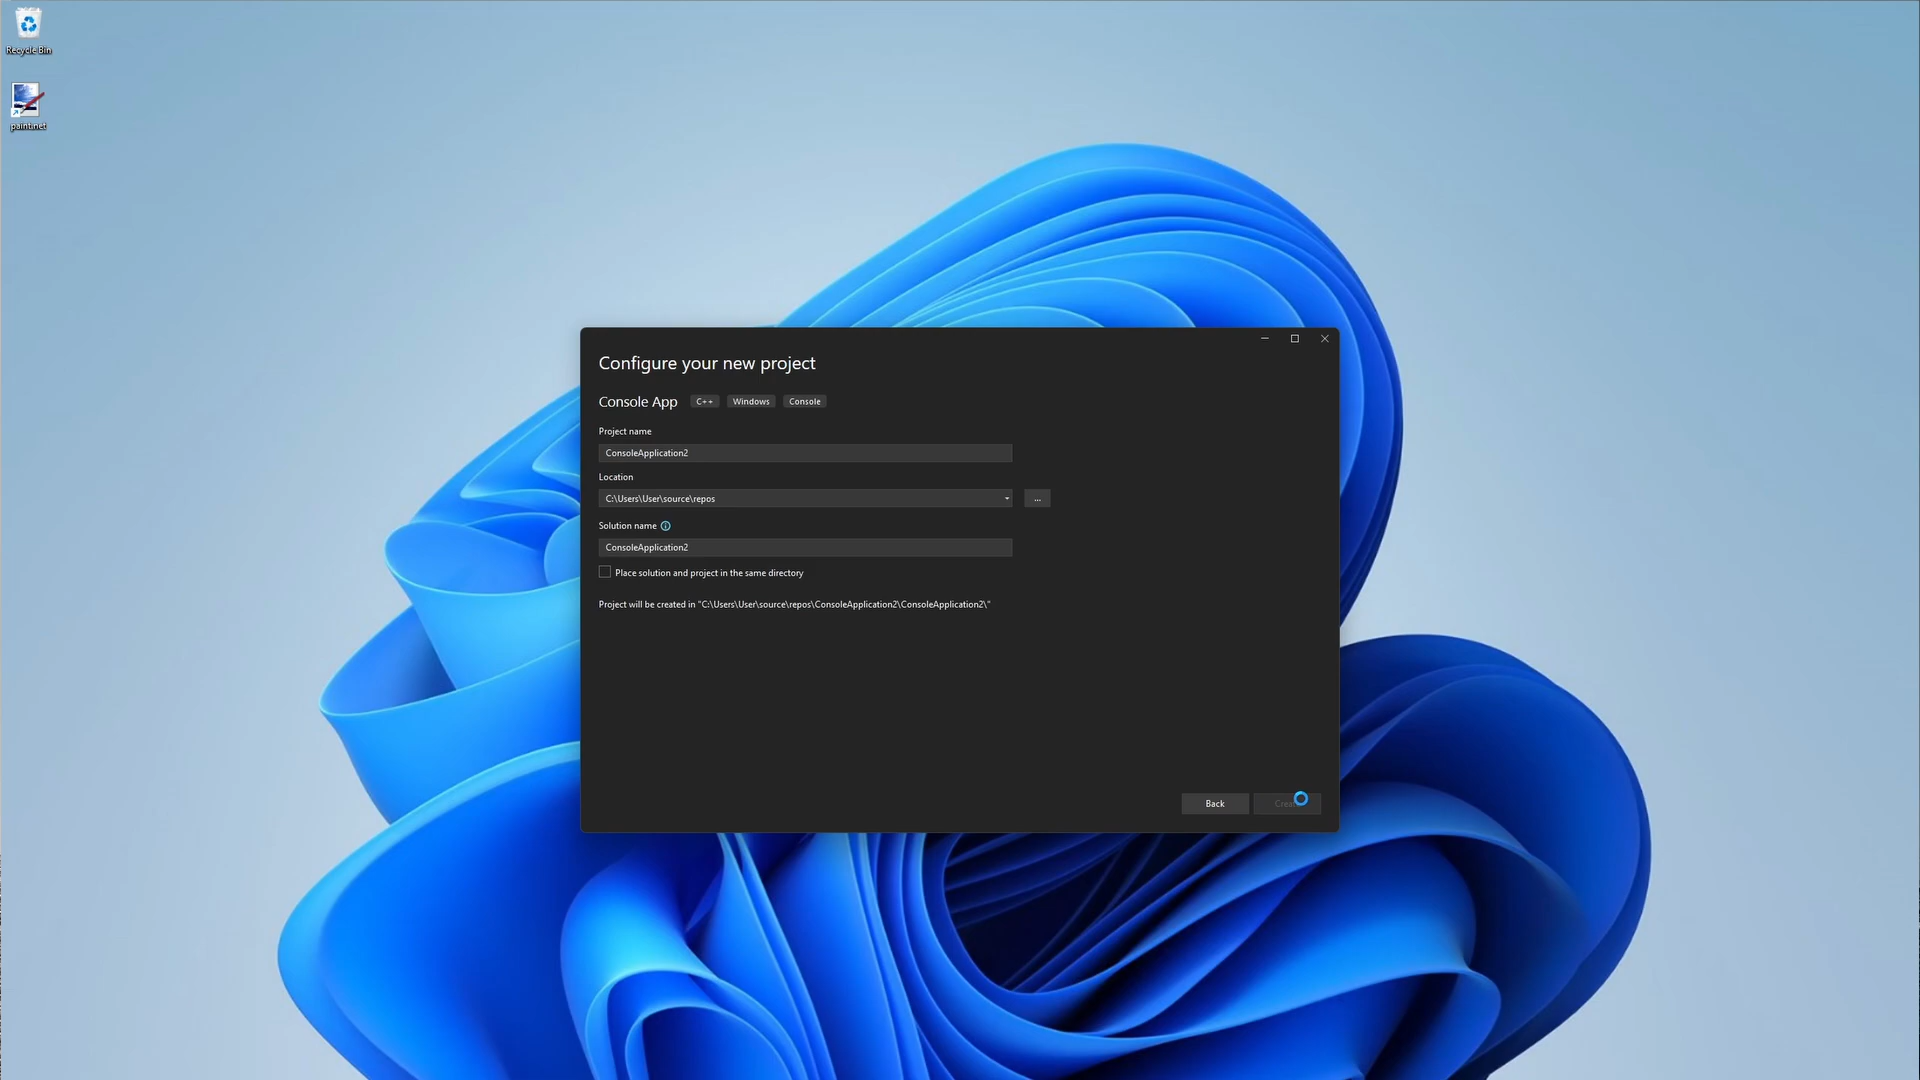 Recycle Bin
paint.net
Configure your new project
Console App C++ Windows Console
Project name
ConsoleApplication2
Location
C:\Users\User\source\repos
...
Solution name
ConsoleApplication2
Place solution and project in the same directory
Project will be created in "C:\Users\User\source\repos\ConsoleApplication2\ConsoleApplication2\"
Back